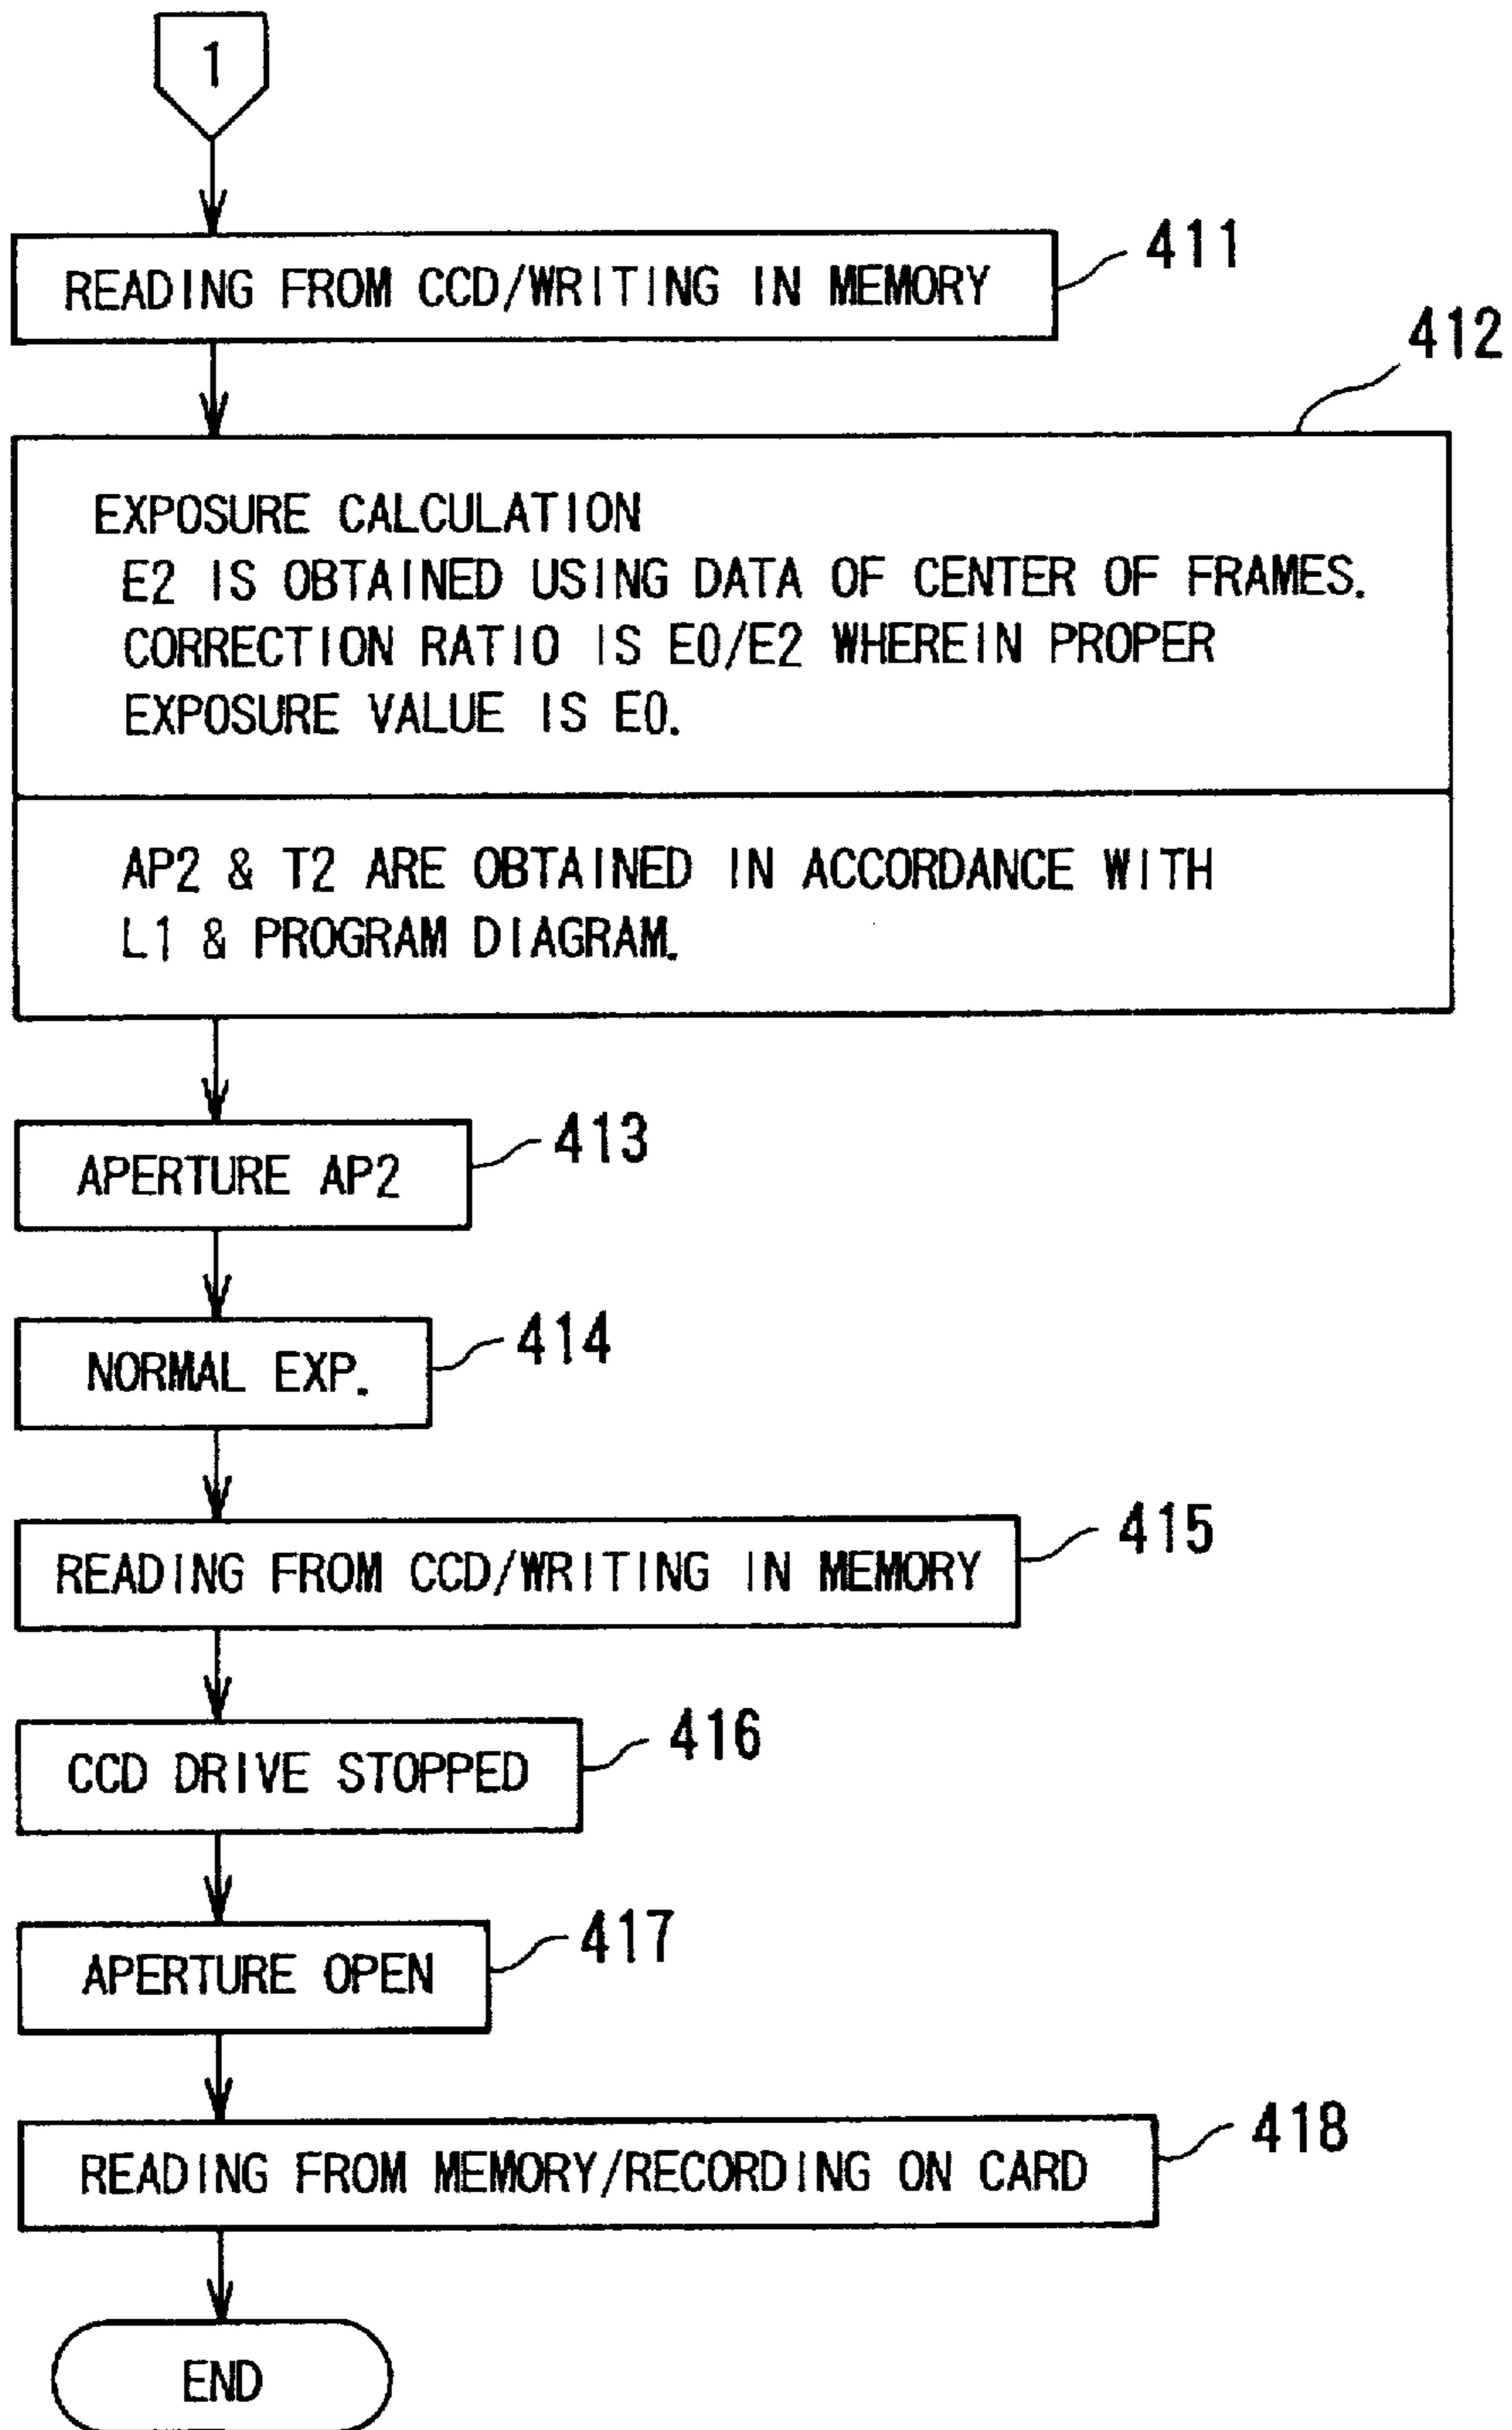 1
411
READING FROM CCD/WRITING IN MEMORY
412
EXPOSURE CALCULATION
E2 IS OBTAINED USING DATA OF CENTER OF FRAMES.
CORRECTION RATIO IS E0/E2 WHEREIN PROPER
EXPOSURE VALUE IS E0.
AP2 & T2 ARE OBTAINED IN ACCORDANCE WITH
L1 & PROGRAM DIAGRAM.
413
APERTURE AP2
414
NORMAL EXP.
415
READING FROM CCD/WRITING IN MEMORY
416
CCD DRIVE STOPPED
417
APERTURE OPEN
418
READING FROM MEMORY/RECORDING ON CARD
END